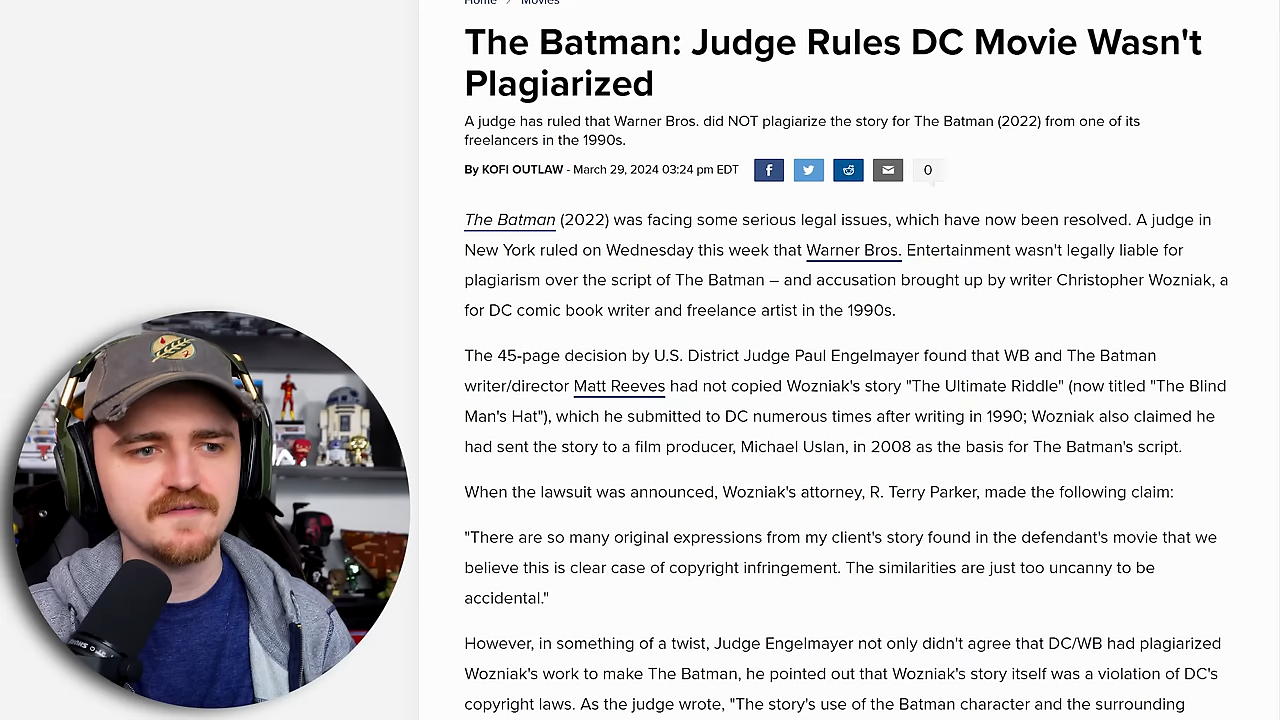 Home > Movies
The Batman: Judge Rules DC Movie Wasn't
Plagiarized
A judge has ruled that Warner Bros. did NOT plagiarize the story for The Batman (2022) from one of its
freelancers in the 1990s.
By KOFI OUTLAW - March 29, 2024 03:24 pm EDT 0
The Batman (2022) was facing some serious legal issues, which have now been resolved. A judge in
New York ruled on Wednesday this week that Warner Bros. Entertainment wasn't legally liable for
plagiarism over the script of The Batman – and accusation brought up by writer Christopher Wozniak, a
for DC comic book writer and freelance artist in the 1990s.
The 45-page decision by U.S. District Judge Paul Engelmayer found that WB and The Batman
writer/director Matt Reeves had not copied Wozniak's story "The Ultimate Riddle" (now titled "The Blind
Man's Hat"), which he submitted to DC numerous times after writing in 1990; Wozniak also claimed he
had sent the story to a film producer, Michael Uslan, in 2008 as the basis for The Batman's script.
When the lawsuit was announced, Wozniak's attorney, R. Terry Parker, made the following claim:
"There are so many original expressions from my client's story found in the defendant's movie that we
believe this is clear case of copyright infringement. The similarities are just too uncanny to be
accidental."
However, in something of a twist, Judge Engelmayer not only didn't agree that DC/WB had plagiarized
Wozniak's work to make The Batman, he pointed out that Wozniak's story itself was a violation of DC's
copyright laws. As the judge wrote, "The story's use of the Batman character and the surrounding